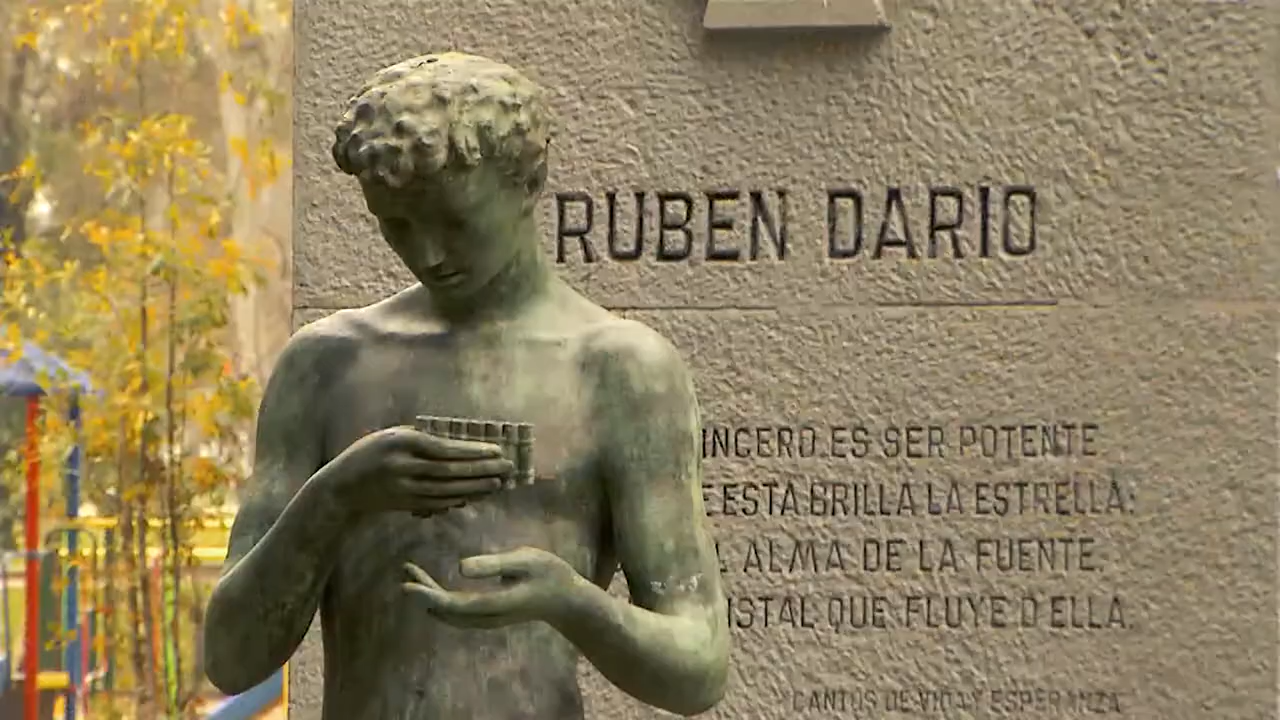 RUBEN DARIO
INCERO ES SER POTENTE
ESTA BRILLA LA ESTRELLA;
L ALMA DE LA FUENTE,
ISTAL QUE FLUYE D ELLA.
CANTOS DE VIDA Y ESPERANZA